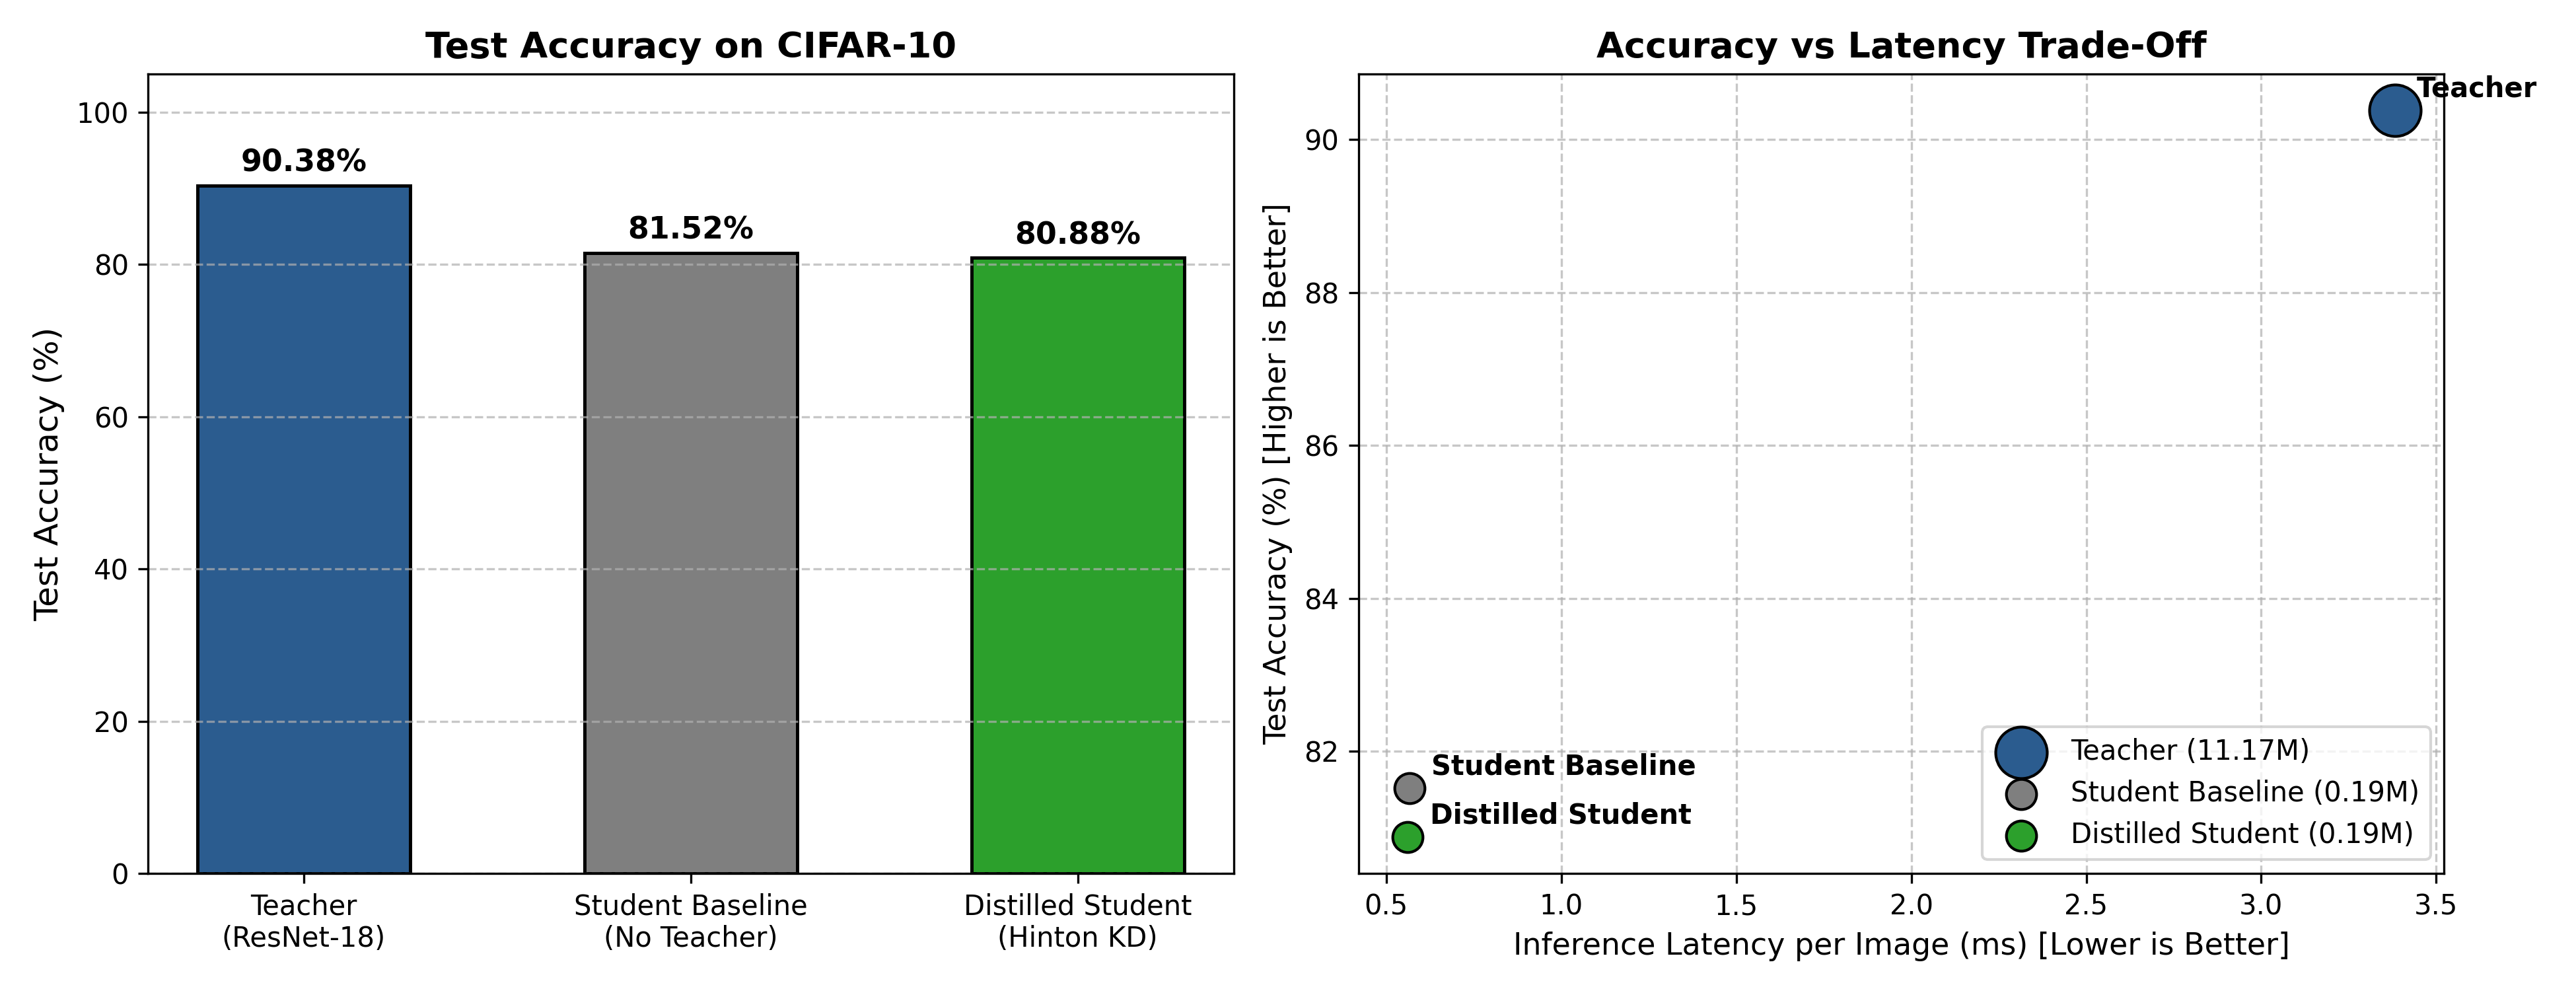 Test Accuracy on CIFAR-10
Test Accuracy (%)
100
80
60
40
20
0
90.38%
81.52%
80.88%
Teacher
(ResNet-18)
Student Baseline
(No Teacher)
Distilled Student
(Hinton KD)
Accuracy vs Latency Trade-Off
Test Accuracy (%) [Higher is Better]
90
88
86
84
82
Teacher
Student Baseline
Distilled Student
Teacher (11.17M)
Student Baseline (0.19M)
Distilled Student (0.19M)
0.5 1.0 1.5 2.0 2.5 3.0 3.5
Inference Latency per Image (ms) [Lower is Better]